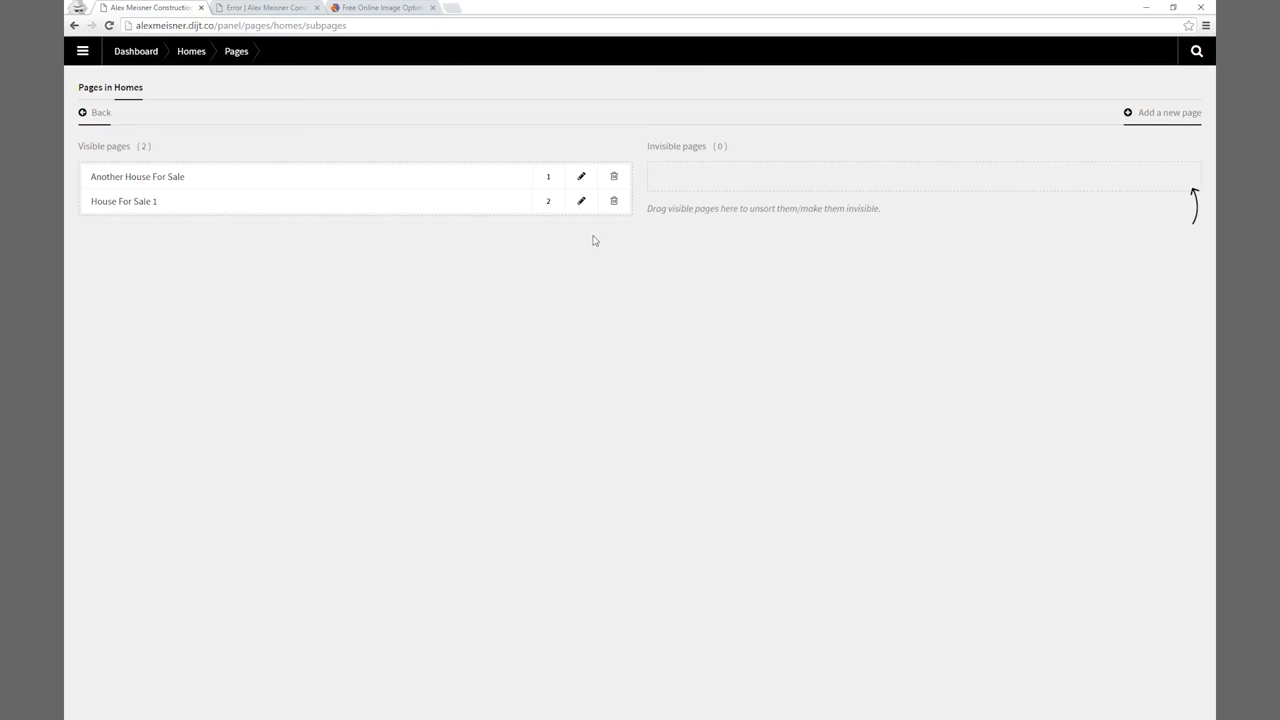 Alex Meisner Constructio
Error | Alex Meisner Cons
Free Online Image Optim
alexmeisner.dijt.co/panel/pages/homes/subpages
Dashboard Homes Pages
Pages in Homes
Back
Add a new page
Visible pages ( 2 )
Invisible pages ( 0 )
Another House For Sale 1
House For Sale 1 2
Drag visible pages here to unsort them/make them invisible.